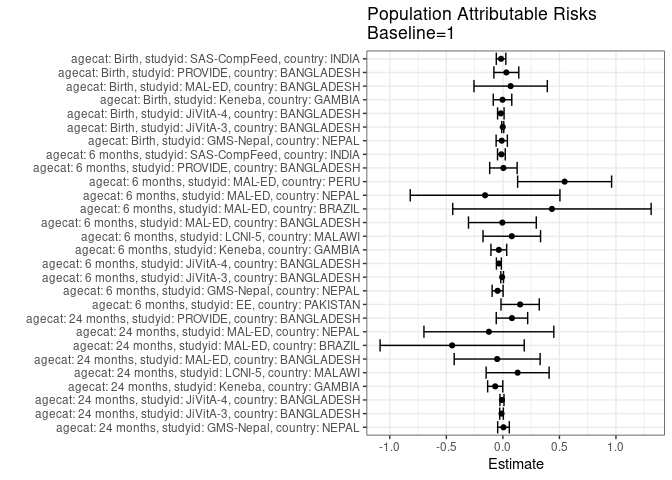 Population Attributable Risks
Baseline=1
agecat: Birth, studyid: SAS-CompFeed, country: INDIA
agecat: Birth, studyid: PROVIDE, country: BANGLADESH
agecat: Birth, studyid: MAL-ED, country: BANGLADESH
agecat: Birth, studyid: Keneba, country: GAMBIA
agecat: Birth, studyid: JiVitA-4, country: BANGLADESH
agecat: Birth, studyid: JiVitA-3, country: BANGLADESH
agecat: Birth, studyid: GMS-Nepal, country: NEPAL
agecat: 6 months, studyid: SAS-CompFeed, country: INDIA
agecat: 6 months, studyid: PROVIDE, country: BANGLADESH
agecat: 6 months, studyid: MAL-ED, country: PERU
agecat: 6 months, studyid: MAL-ED, country: NEPAL
agecat: 6 months, studyid: MAL-ED, country: BRAZIL
agecat: 6 months, studyid: MAL-ED, country: BANGLADESH
agecat: 6 months, studyid: LCNI-5, country: MALAWI
agecat: 6 months, studyid: Keneba, country: GAMBIA
agecat: 6 months, studyid: JiVitA-4, country: BANGLADESH
agecat: 6 months, studyid: JiVitA-3, country: BANGLADESH
agecat: 6 months, studyid: GMS-Nepal, country: NEPAL
agecat: 6 months, studyid: EE, country: PAKISTAN
agecat: 24 months, studyid: PROVIDE, country: BANGLADESH
agecat: 24 months, studyid: MAL-ED, country: NEPAL
agecat: 24 months, studyid: MAL-ED, country: BRAZIL
agecat: 24 months, studyid: MAL-ED, country: BANGLADESH
agecat: 24 months, studyid: LCNI-5, country: MALAWI
agecat: 24 months, studyid: Keneba, country: GAMBIA
agecat: 24 months, studyid: JiVitA-4, country: BANGLADESH
agecat: 24 months, studyid: JiVitA-3, country: BANGLADESH
agecat: 24 months, studyid: GMS-Nepal, country: NEPAL
-1.0 -0.5 0.0 0.5 1.0
Estimate